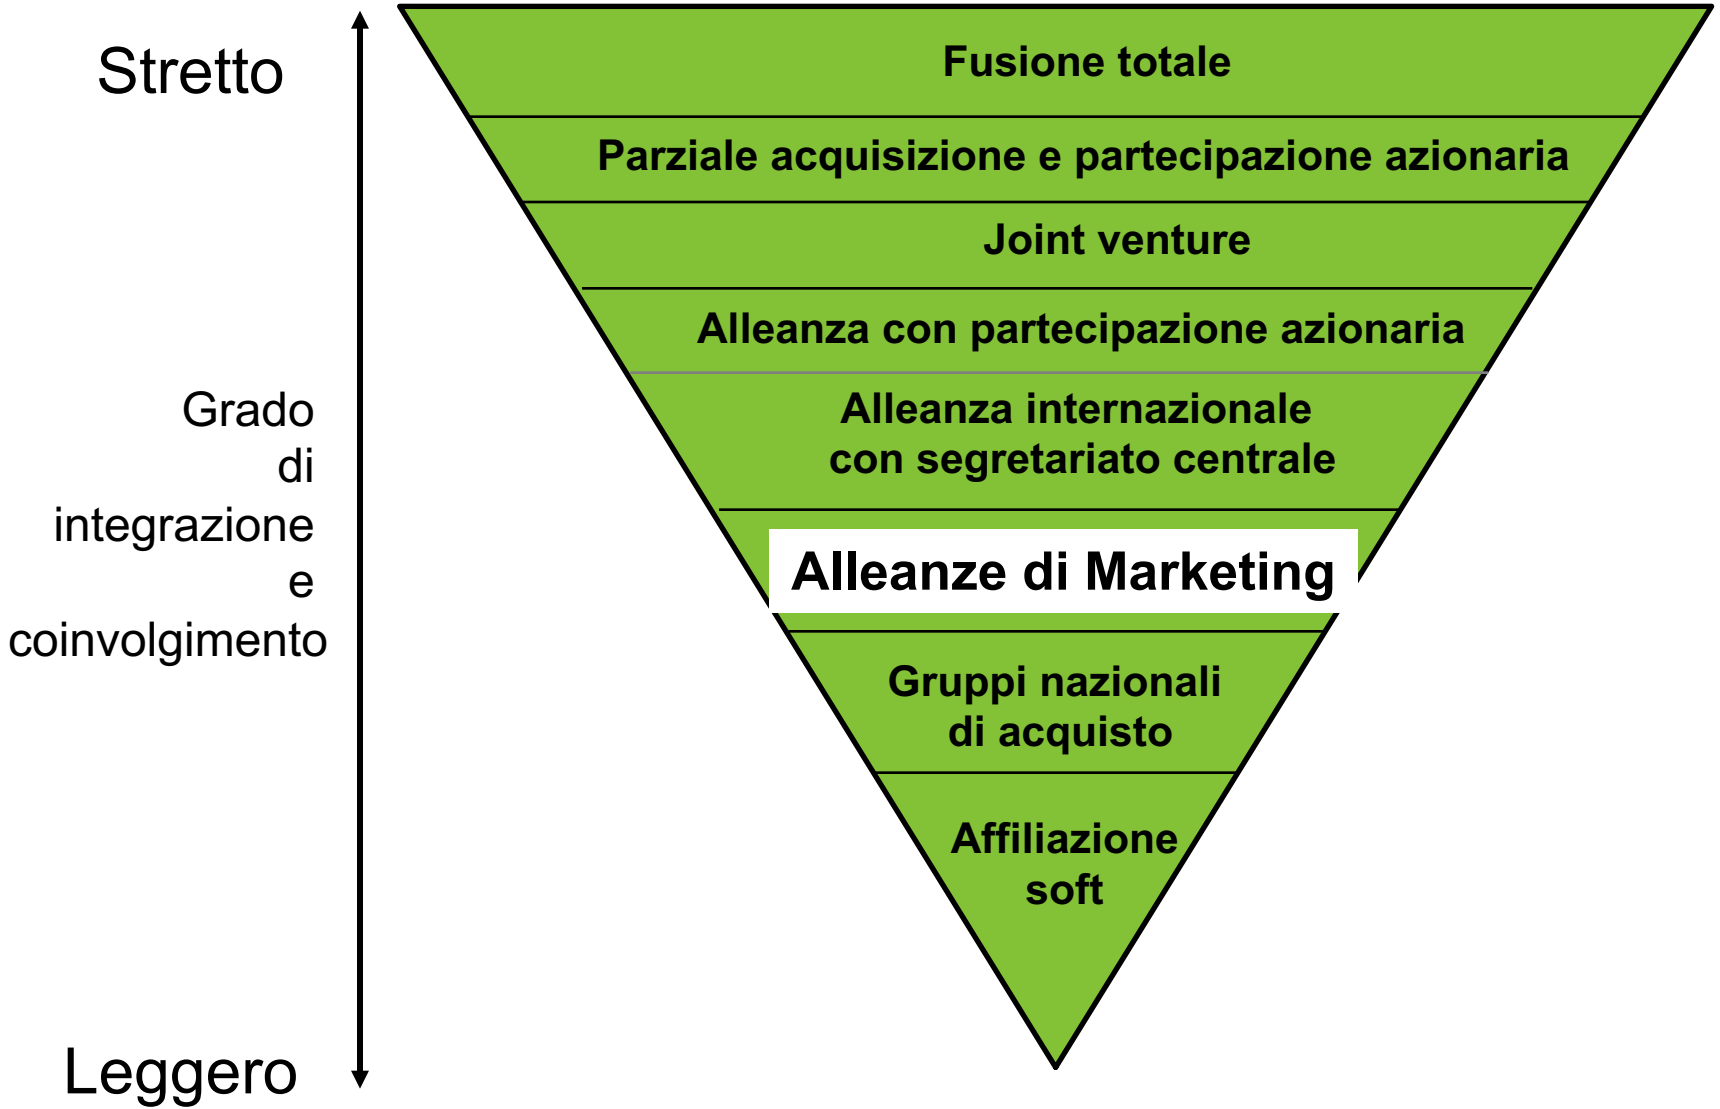 Stretto
Fusione totale
Parziale acquisizione e partecipazione azionaria
Joint venture
Alleanza con partecipazione azionaria
Alleanza internazionale
con segretariato centrale
Grado
di
integrazione
e
coinvolgimento
Alleanze di Marketing
Gruppi nazionali
di acquisto
Affiliazione
soft
Leggero